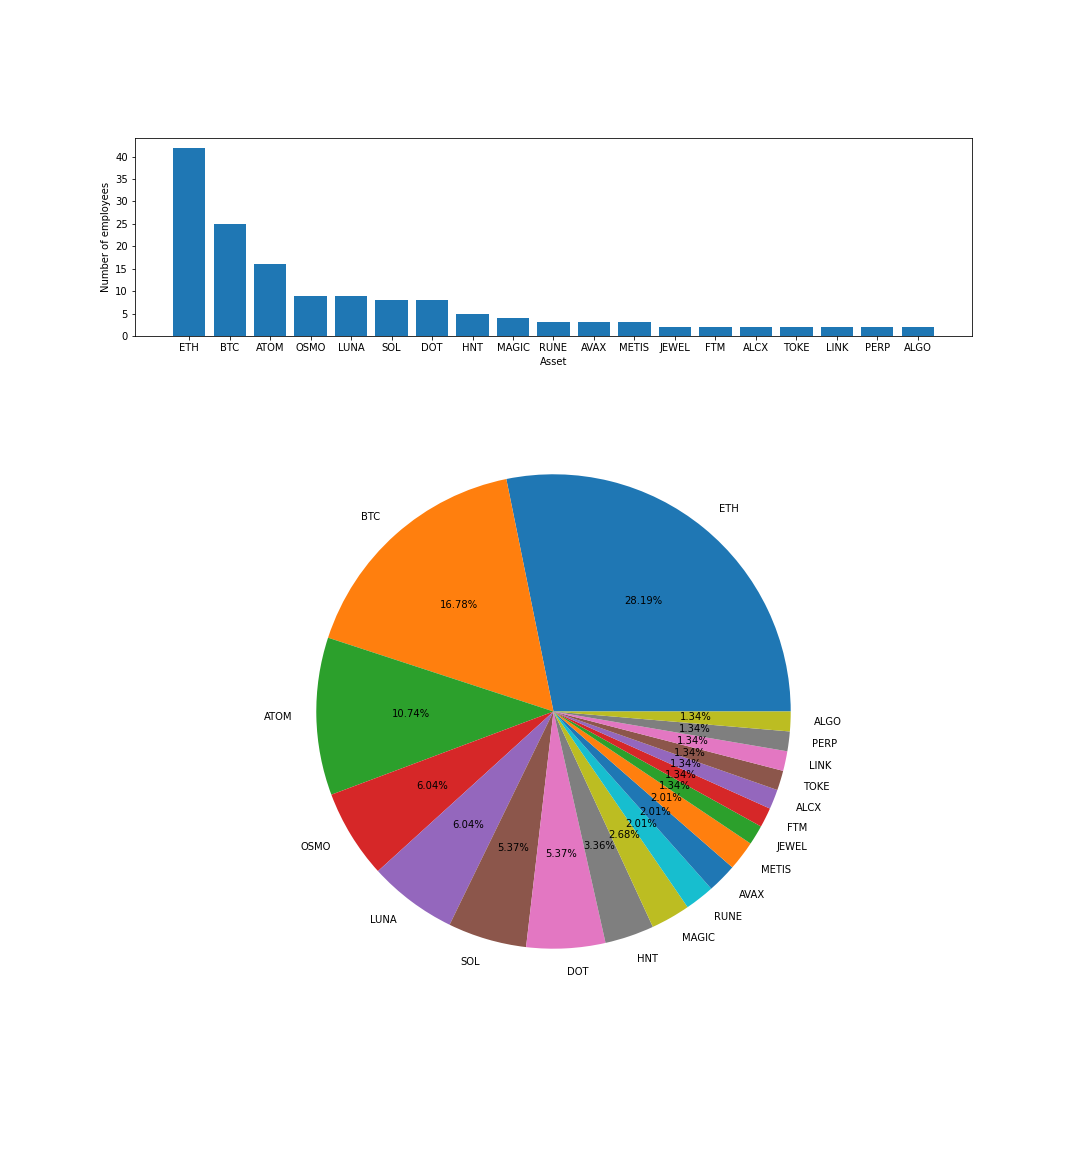 Number of employees
40
35
30
25
20
15
10
5
0
ETH BTC ATOM OSMO LUNA SOL DOT HNT MAGIC RUNE AVAX METIS JEWEL FTM ALCX TOKE LINK PERP ALGO
Asset
ETH
28.19%
BTC
16.78%
ATOM
10.74%
OSMO
6.04%
LUNA
6.04%
SOL
5.37%
DOT
5.37%
HNT
3.36%
MAGIC
2.68%
RUNE
2.01%
AVAX
2.01%
METIS
2.01%
JEWEL
1.34%
FTM
1.34%
ALCX
1.34%
TOKE
1.34%
LINK
1.34%
PERP
1.34%
ALGO
1.34%